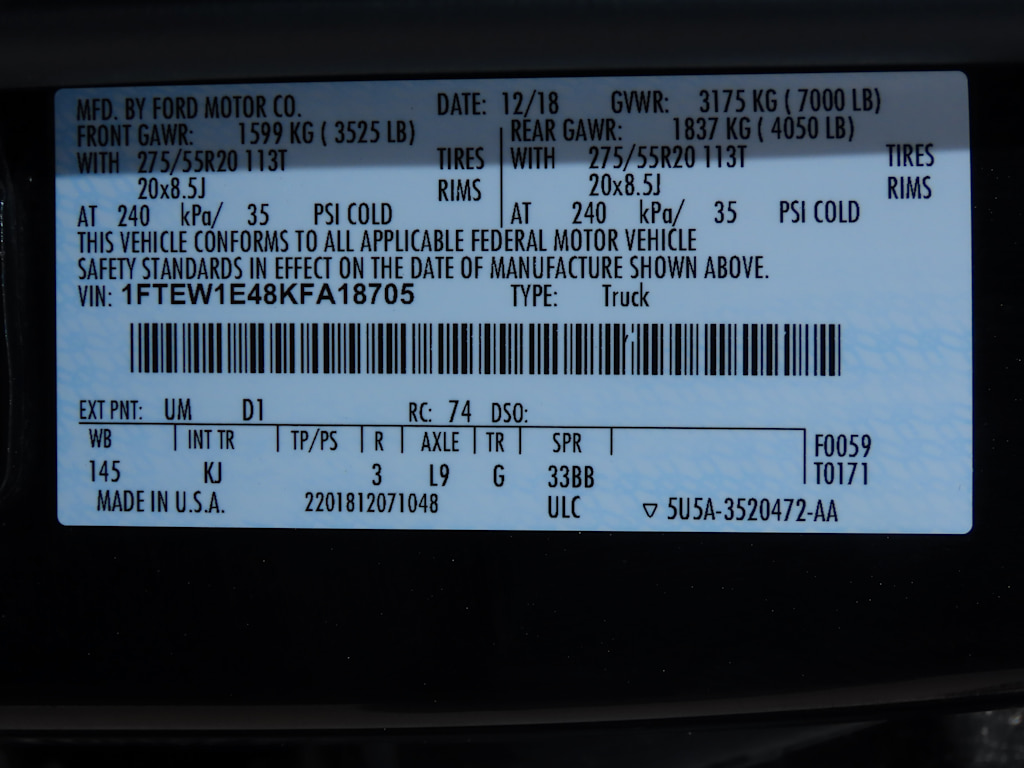 MFD. BY FORD MOTOR CO. DATE: 12/18 GVWR: 3175 KG ( 7000 LB)
FRONT GAWR: 1599 KG ( 3525 LB) REAR GAWR: 1837 KG ( 4050 LB)
WITH 275/55R20 113T TIRES WITH 275/55R20 113T TIRES
20x8.5J RIMS 20x8.5J RIMS
AT 240 kPa/ 35 PSI COLD AT 240 kPa/ 35 PSI COLD
THIS VEHICLE CONFORMS TO ALL APPLICABLE FEDERAL MOTOR VEHICLE
SAFETY STANDARDS IN EFFECT ON THE DATE OF MANUFACTURE SHOWN ABOVE.
VIN: 1FTEW1E48KFA18705 TYPE: Truck
EXT PNT: UM D1 RC: 74 DSO:
WB INT TR TP/PS R AXLE TR SPR F0059
145 KJ 3 L9 G 33BB T0171
MADE IN U.S.A. 2201812071048 ULC ▽ 5U5A-3520472-AA